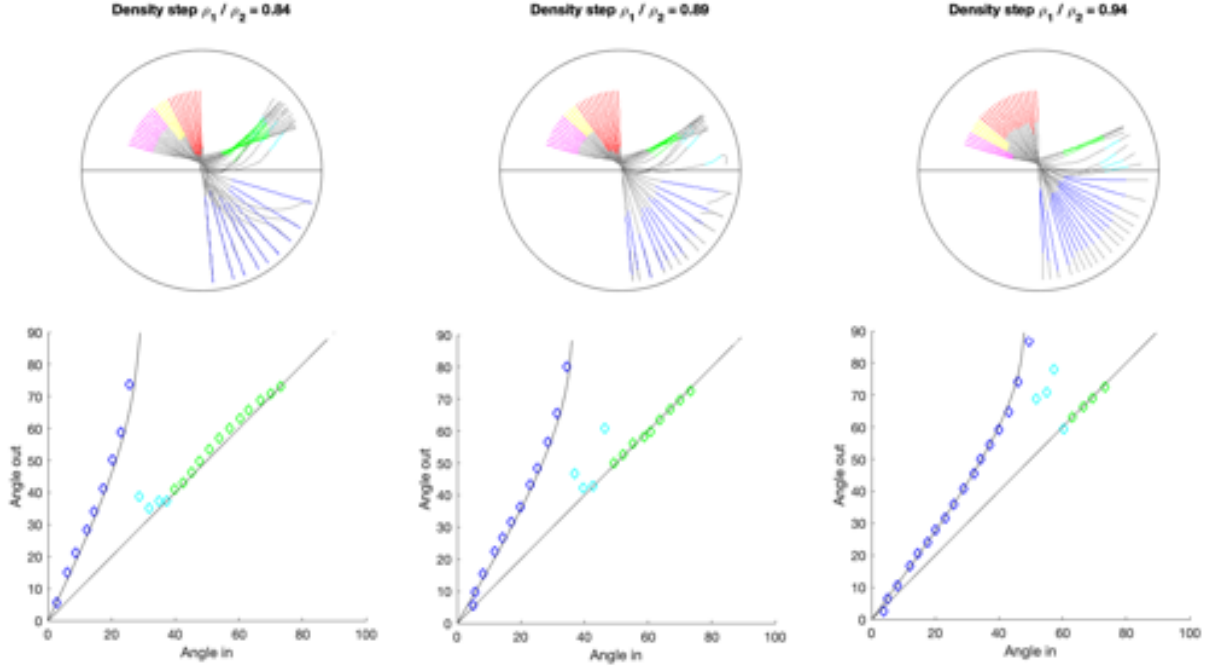 Density step ρ1 / ρ2 = 0.84
Density step ρ1 / ρ2 = 0.89
Density step ρ1 / ρ2 = 0.94
90
80
70
60
50
40
30
20
10
0
Angle out
0 20 40 60 80 100
Angle in
90
80
70
60
50
40
30
20
10
0
Angle out
0 20 40 60 80 100
Angle in
90
80
70
60
50
40
30
20
10
0
Angle out
0 20 40 60 80 100
Angle in